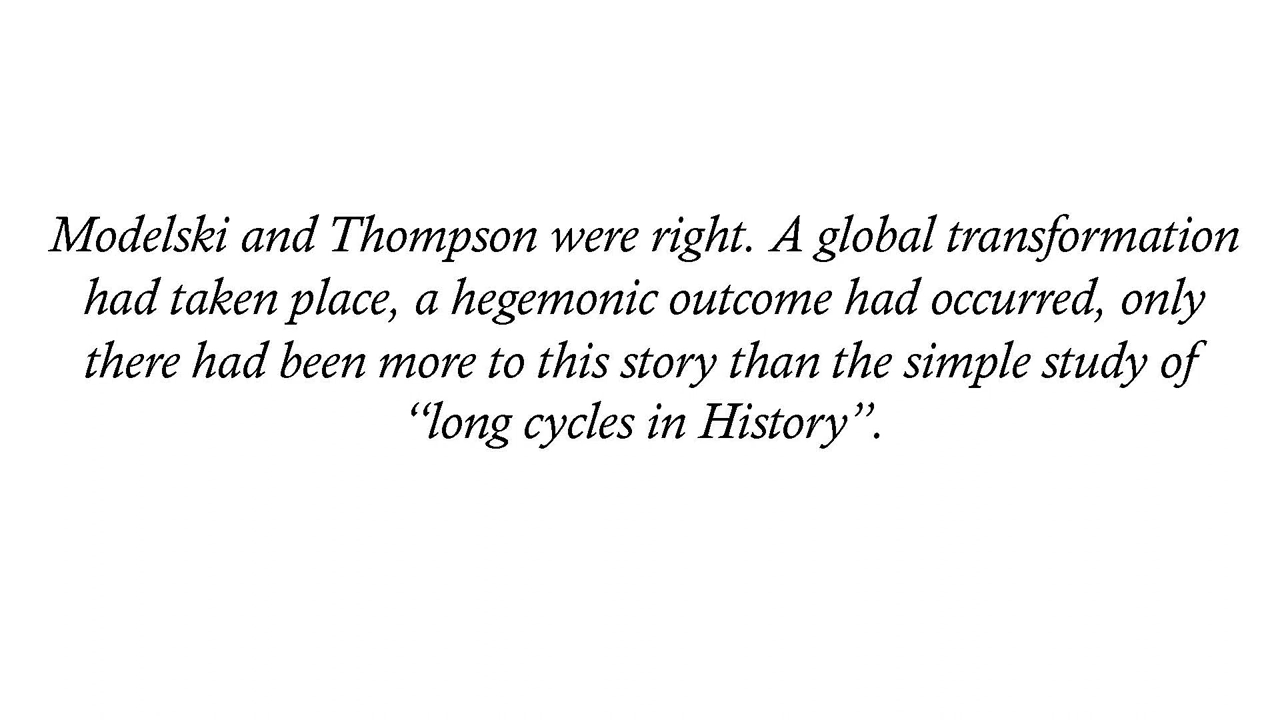 Modelski and Thompson were right. A global transformation
had taken place, a hegemonic outcome had occurred, only
there had been more to this story than the simple study of
“long cycles in History”.